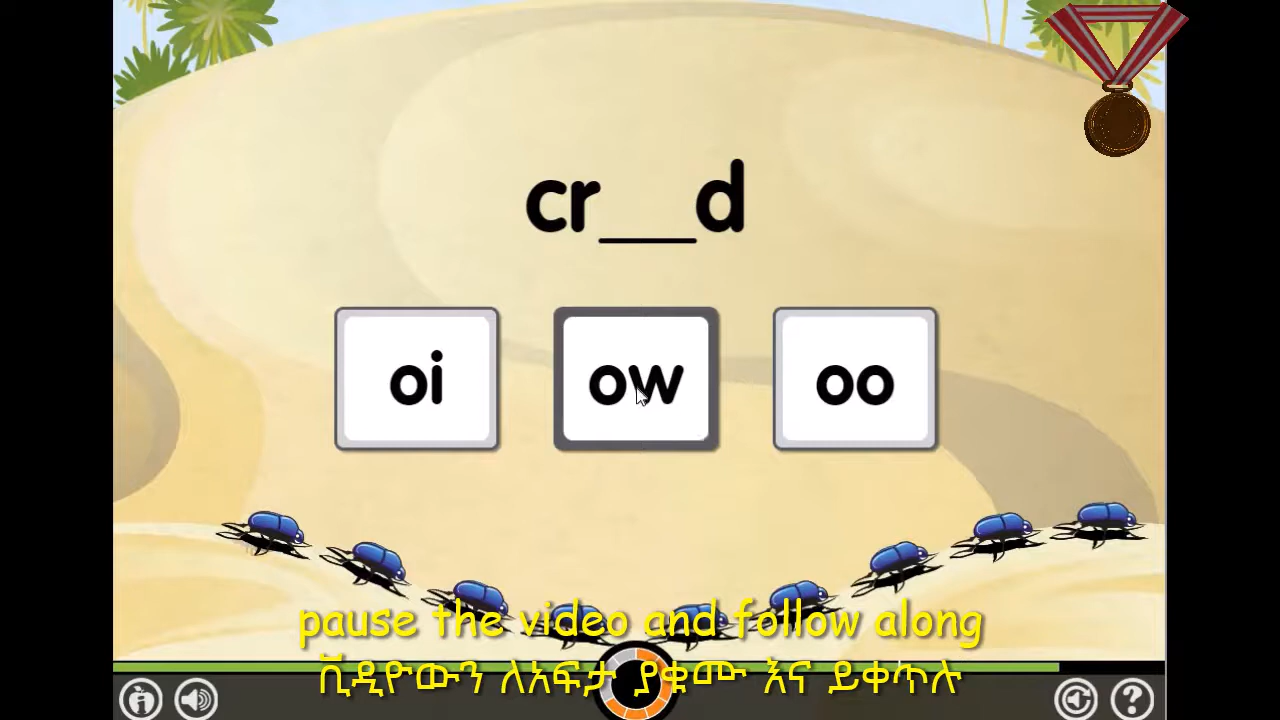 cr__d
oi ow oo
pause the video and follow along
ቪዲዮውን ለአፍታ ያቁሙ እና ይቀጥሉ
?